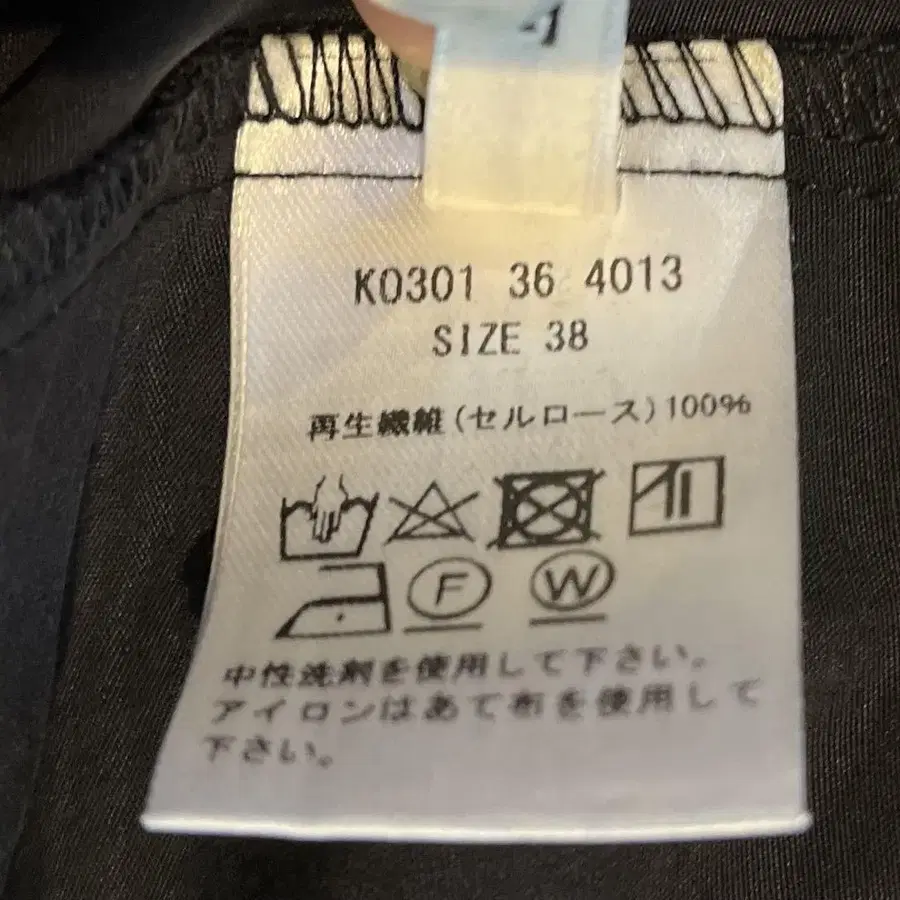 K0301 36 4013
SIZE 38
再生繊維(セルロース)100%
F W
中性洗剤を使用して下さい。
アイロンはあて布を使用して
下さい。